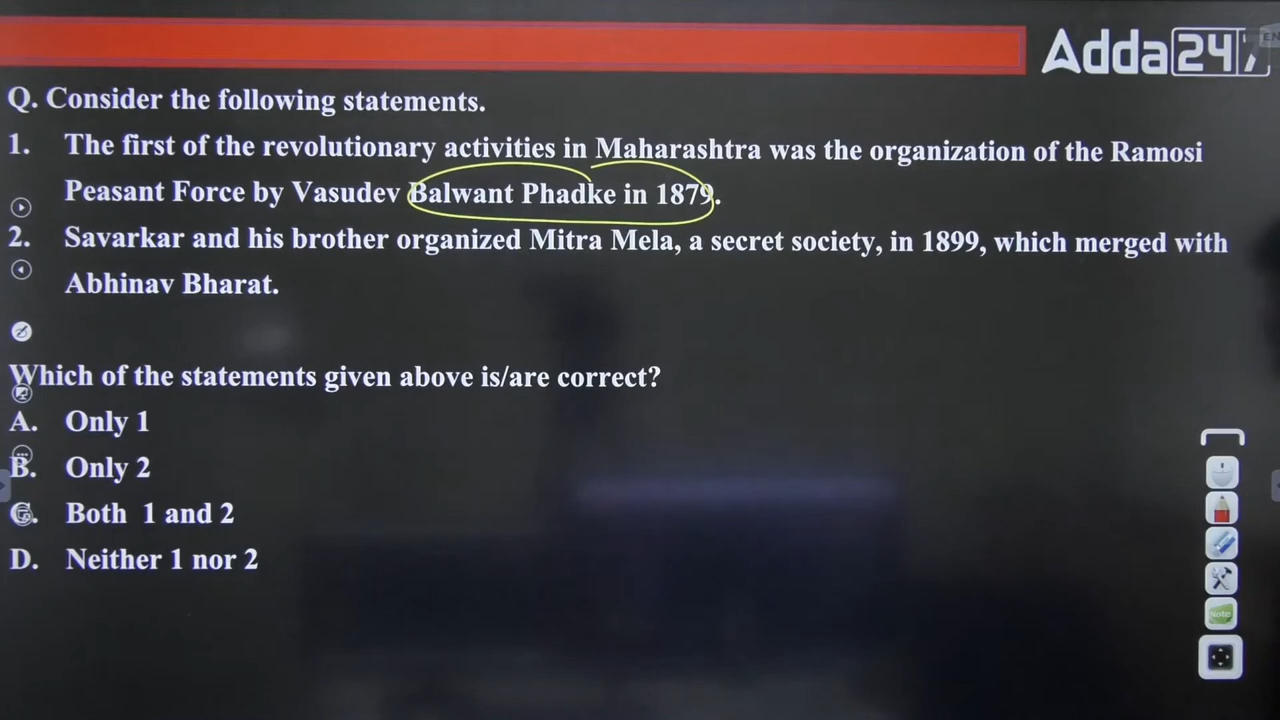 Adda247
EN
Q. Consider the following statements.
1. The first of the revolutionary activities in Maharashtra was the organization of the Ramosi
Peasant Force by Vasudev Balwant Phadke in 1879.
2. Savarkar and his brother organized Mitra Mela, a secret society, in 1899, which merged with
Abhinav Bharat.
Which of the statements given above is/are correct?
A. Only 1
B. Only 2
C. Both 1 and 2
D. Neither 1 nor 2
Note